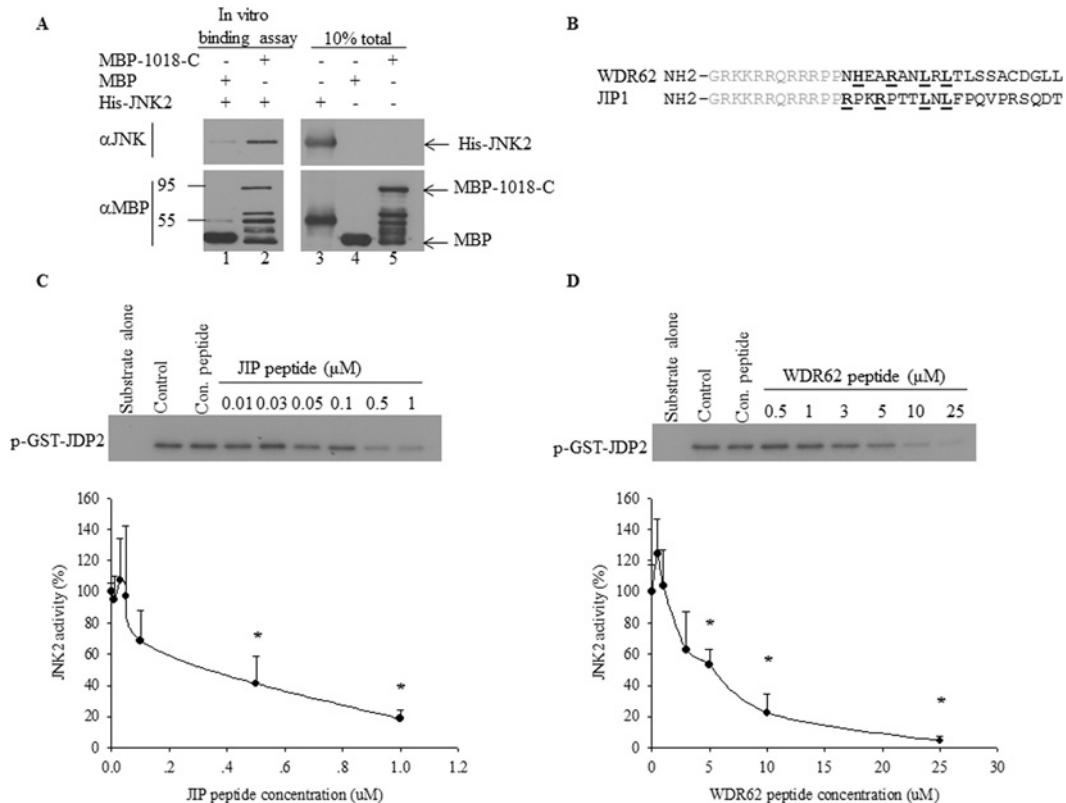 A
In vitro
binding assay
10% total
MBP-1018-C - + - - +
MBP + - - + -
His-JNK2 + + + - -
αJNK
His-JNK2
αMBP
95
55
MBP-1018-C
MBP
1 2 3 4 5
B
WDR62 NH2-GRKKRRQRRRPPNHEARANLRLTLSSACDGLL
JIP1 NH2-GRKKRRQRRRPPRPKRPTTLNLFPQVPRSQDT
C
Substrate alone
Control
Con. peptide
JIP peptide (µM)
0.01 0.03 0.05 0.1 0.5 1
p-GST-JDP2
JNK2 activity (%)
160
140
120
100
80
60
40
20
0
* *
0 .2 .4 .6 .8 1.0 1.2
JIP peptide concentration (uM)
D
Substrate alone
Control
Con. peptide
WDR62 peptide (µM)
0.5 1 3 5 10 25
p-GST-JDP2
JNK2 activity (%)
160
140
120
100
80
60
40
20
0
* * *
0 5 10 15 20 25 30
WDR62 peptide concentration (uM)